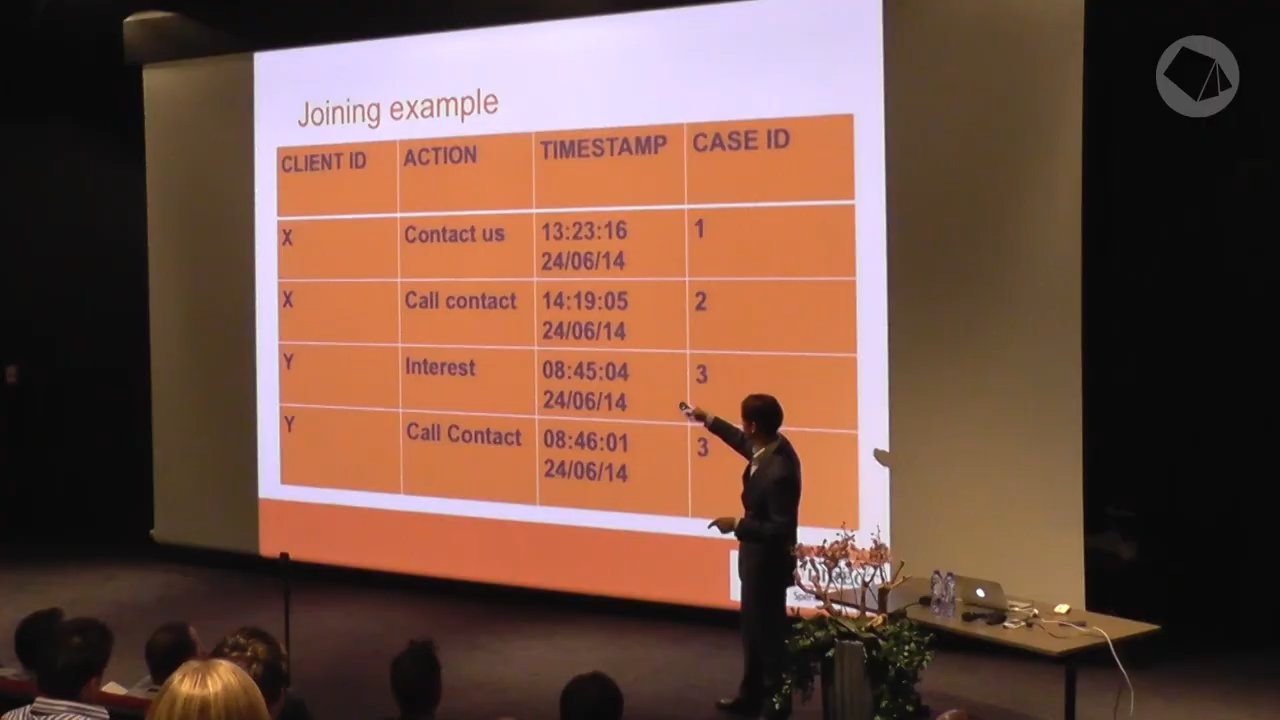 Joining example
CLIENT ID ACTION TIMESTAMP CASE ID
X Contact us 13:23:16 1
24/06/14
X Call contact 14:19:05 2
24/06/14
Y Interest 08:45:04 3
24/06/14
Y Call Contact 08:46:01 3
24/06/14